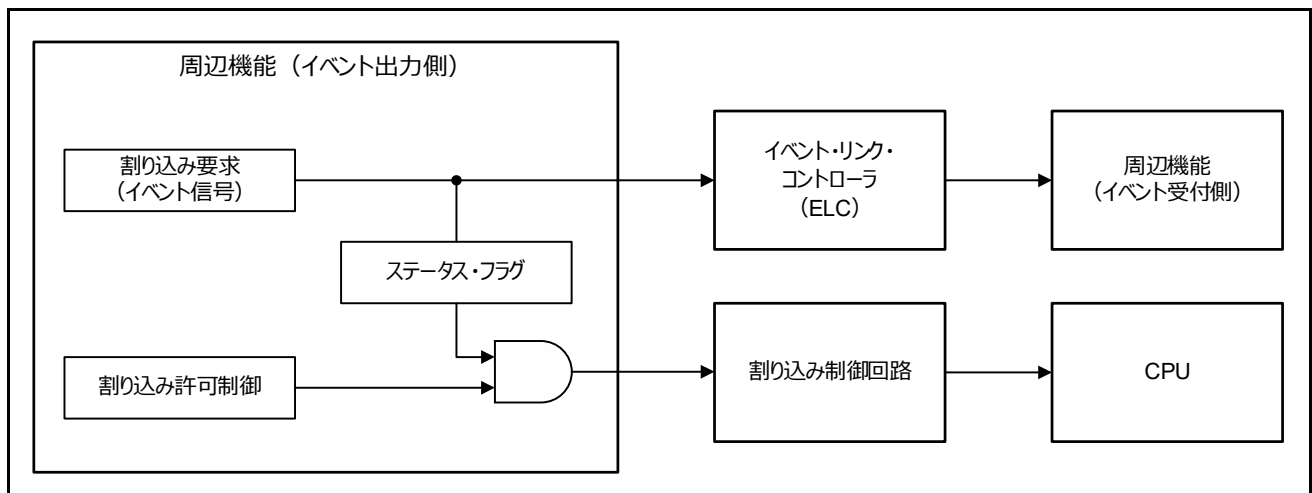 周辺機能（イベント出力側）
割り込み要求
（イベント信号）
ステータス・フラグ
割り込み許可制御
イベント・リンク・
コントローラ
（ELC）
周辺機能
（イベント受付側）
割り込み制御回路
CPU